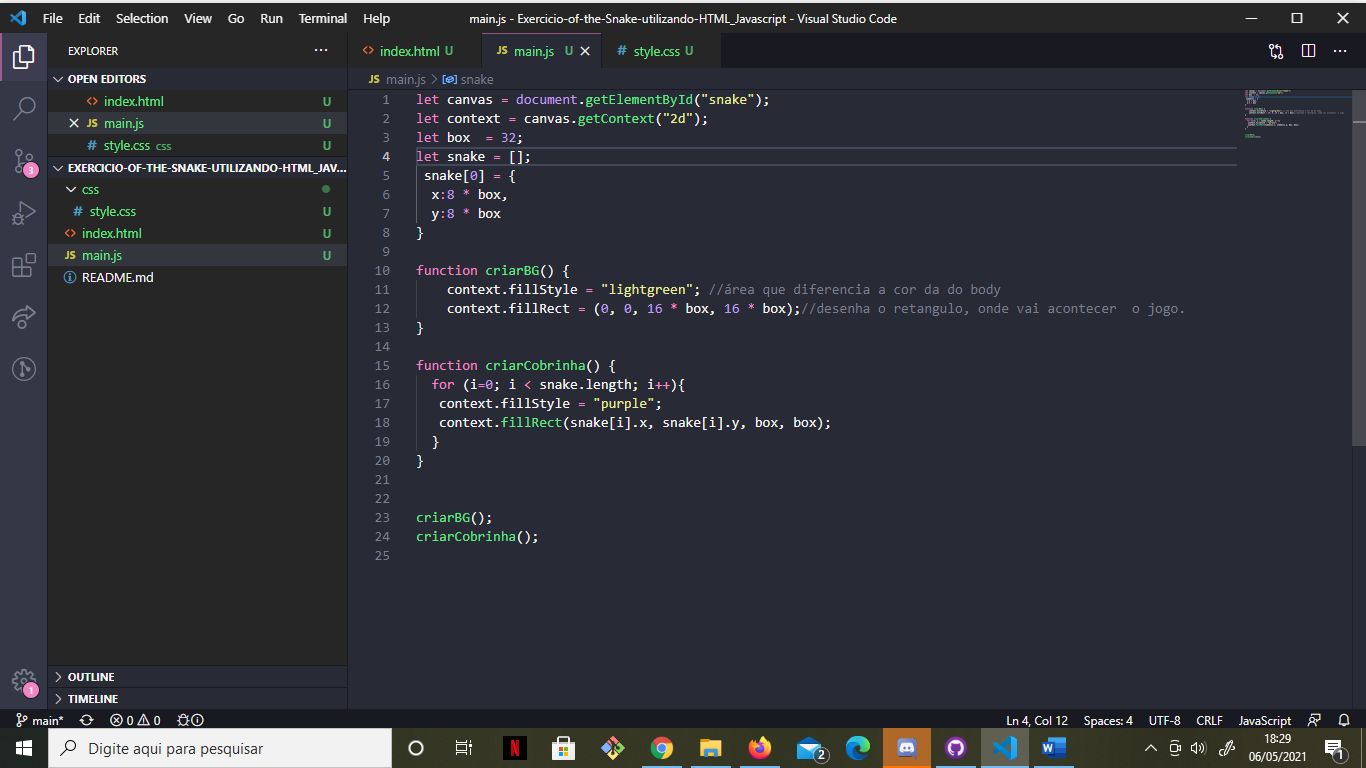 File Edit Selection View Go Run Terminal Help
main.js - Exercicio-of-the-Snake-utilizando-HTML_Javascript - Visual Studio Code
EXPLORER
OPEN EDITORS
<> index.html U
JS main.js U
# style.css css U
EXERCICIO-OF-THE-SNAKE-UTILIZANDO-HTML_JAV...
css
# style.css U
<> index.html U
JS main.js U
README.md
OUTLINE
TIMELINE
3
1
<> index.html U JS main.js U # style.css U
JS main.js > snake
1 let canvas = document.getElementById("snake");
2 let context = canvas.getContext("2d");
3 let box  = 32;
4 let snake = [];
5  snake[0] = {
6   x:8 * box,
7   y:8 * box
8 }
9
10 function criarBG() {
11     context.fillStyle = "lightgreen"; //área que diferencia a cor da do body
12     context.fillRect = (0, 0, 16 * box, 16 * box);//desenha o retangulo, onde vai acontecer  o jogo.
13 }
14
15 function criarCobrinha() {
16   for (i=0; i < snake.length; i++){
17    context.fillStyle = "purple";
18    context.fillRect(snake[i].x, snake[i].y, box, box);
19   }
20 }
21
22
23 criarBG();
24 criarCobrinha();
25
main* 0 0 Ln 4, Col 12 Spaces: 4 UTF-8 CRLF JavaScript
Digite aqui para pesquisar
N
2
W
18:29
06/05/2021
1